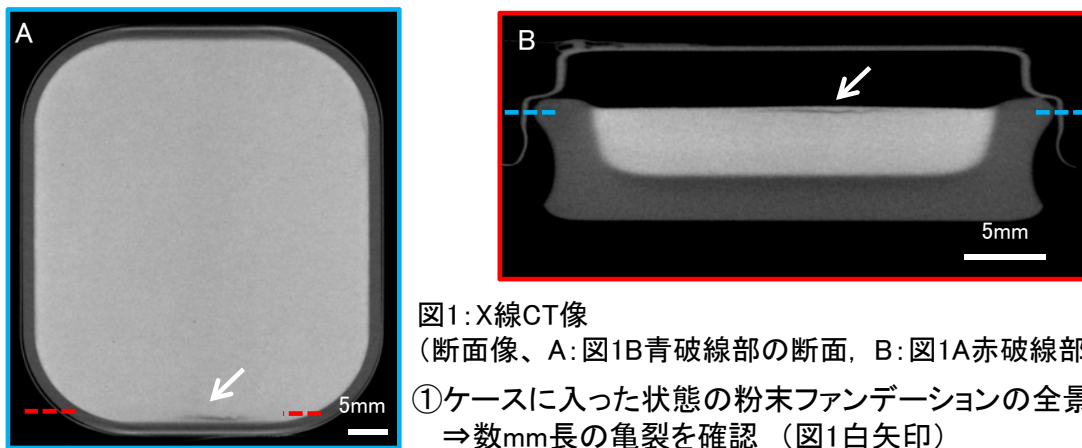 A
5mm
B
5mm
図1:X線CT像
(断面像、A:図1B青破線部の断面, B:図1A赤破線部
①ケースに入った状態の粉末ファンデーションの全景
⇒数mm長の亀裂を確認 (図1白矢印)